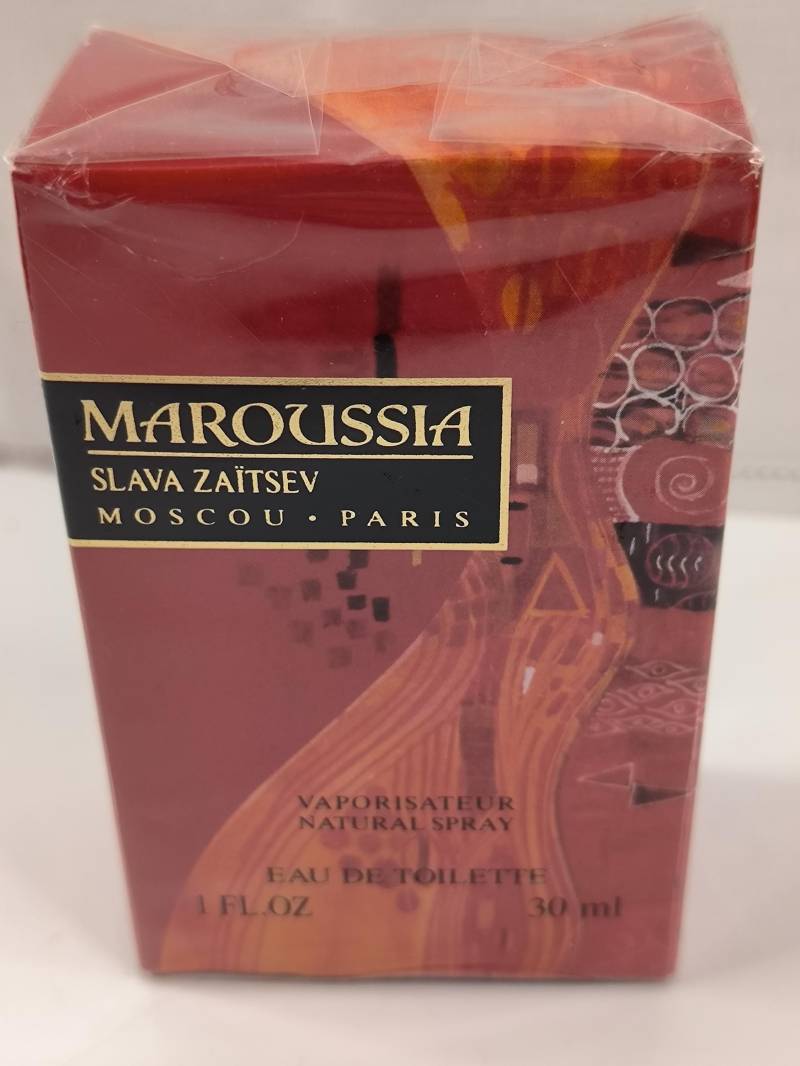 MAROUSSIA
SLAVA ZAÏTSEV
MOSCOU · PARIS
VAPORISATEUR
NATURAL SPRAY
EAU DE TOILETTE
1 FL.OZ 30 ml